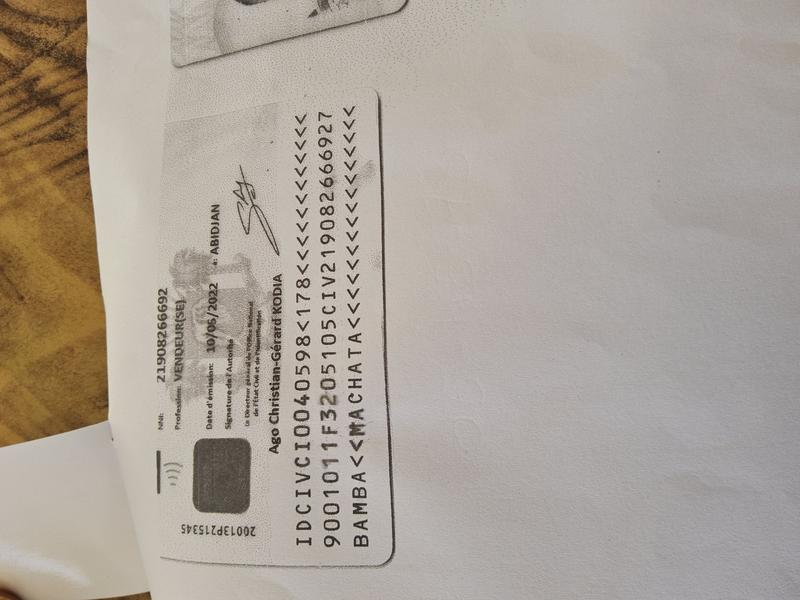 NNI: 21908266692
Profession: VENDEUR(SE)
Date d'émission: 10/05/2022 à: ABIDJAN
Signature de l'Autorité
Le Directeur général de l'Office National
de l'Etat Civil et de l'Identification
Ago Christian-Gérard KODIA
20013P215345
IDCIVCI0040598<178<<<<<<<<<<<<
9001011F3205105CIV219082666927
BAMBA<<MACHATA<<<<<<<<<<<<<<<<